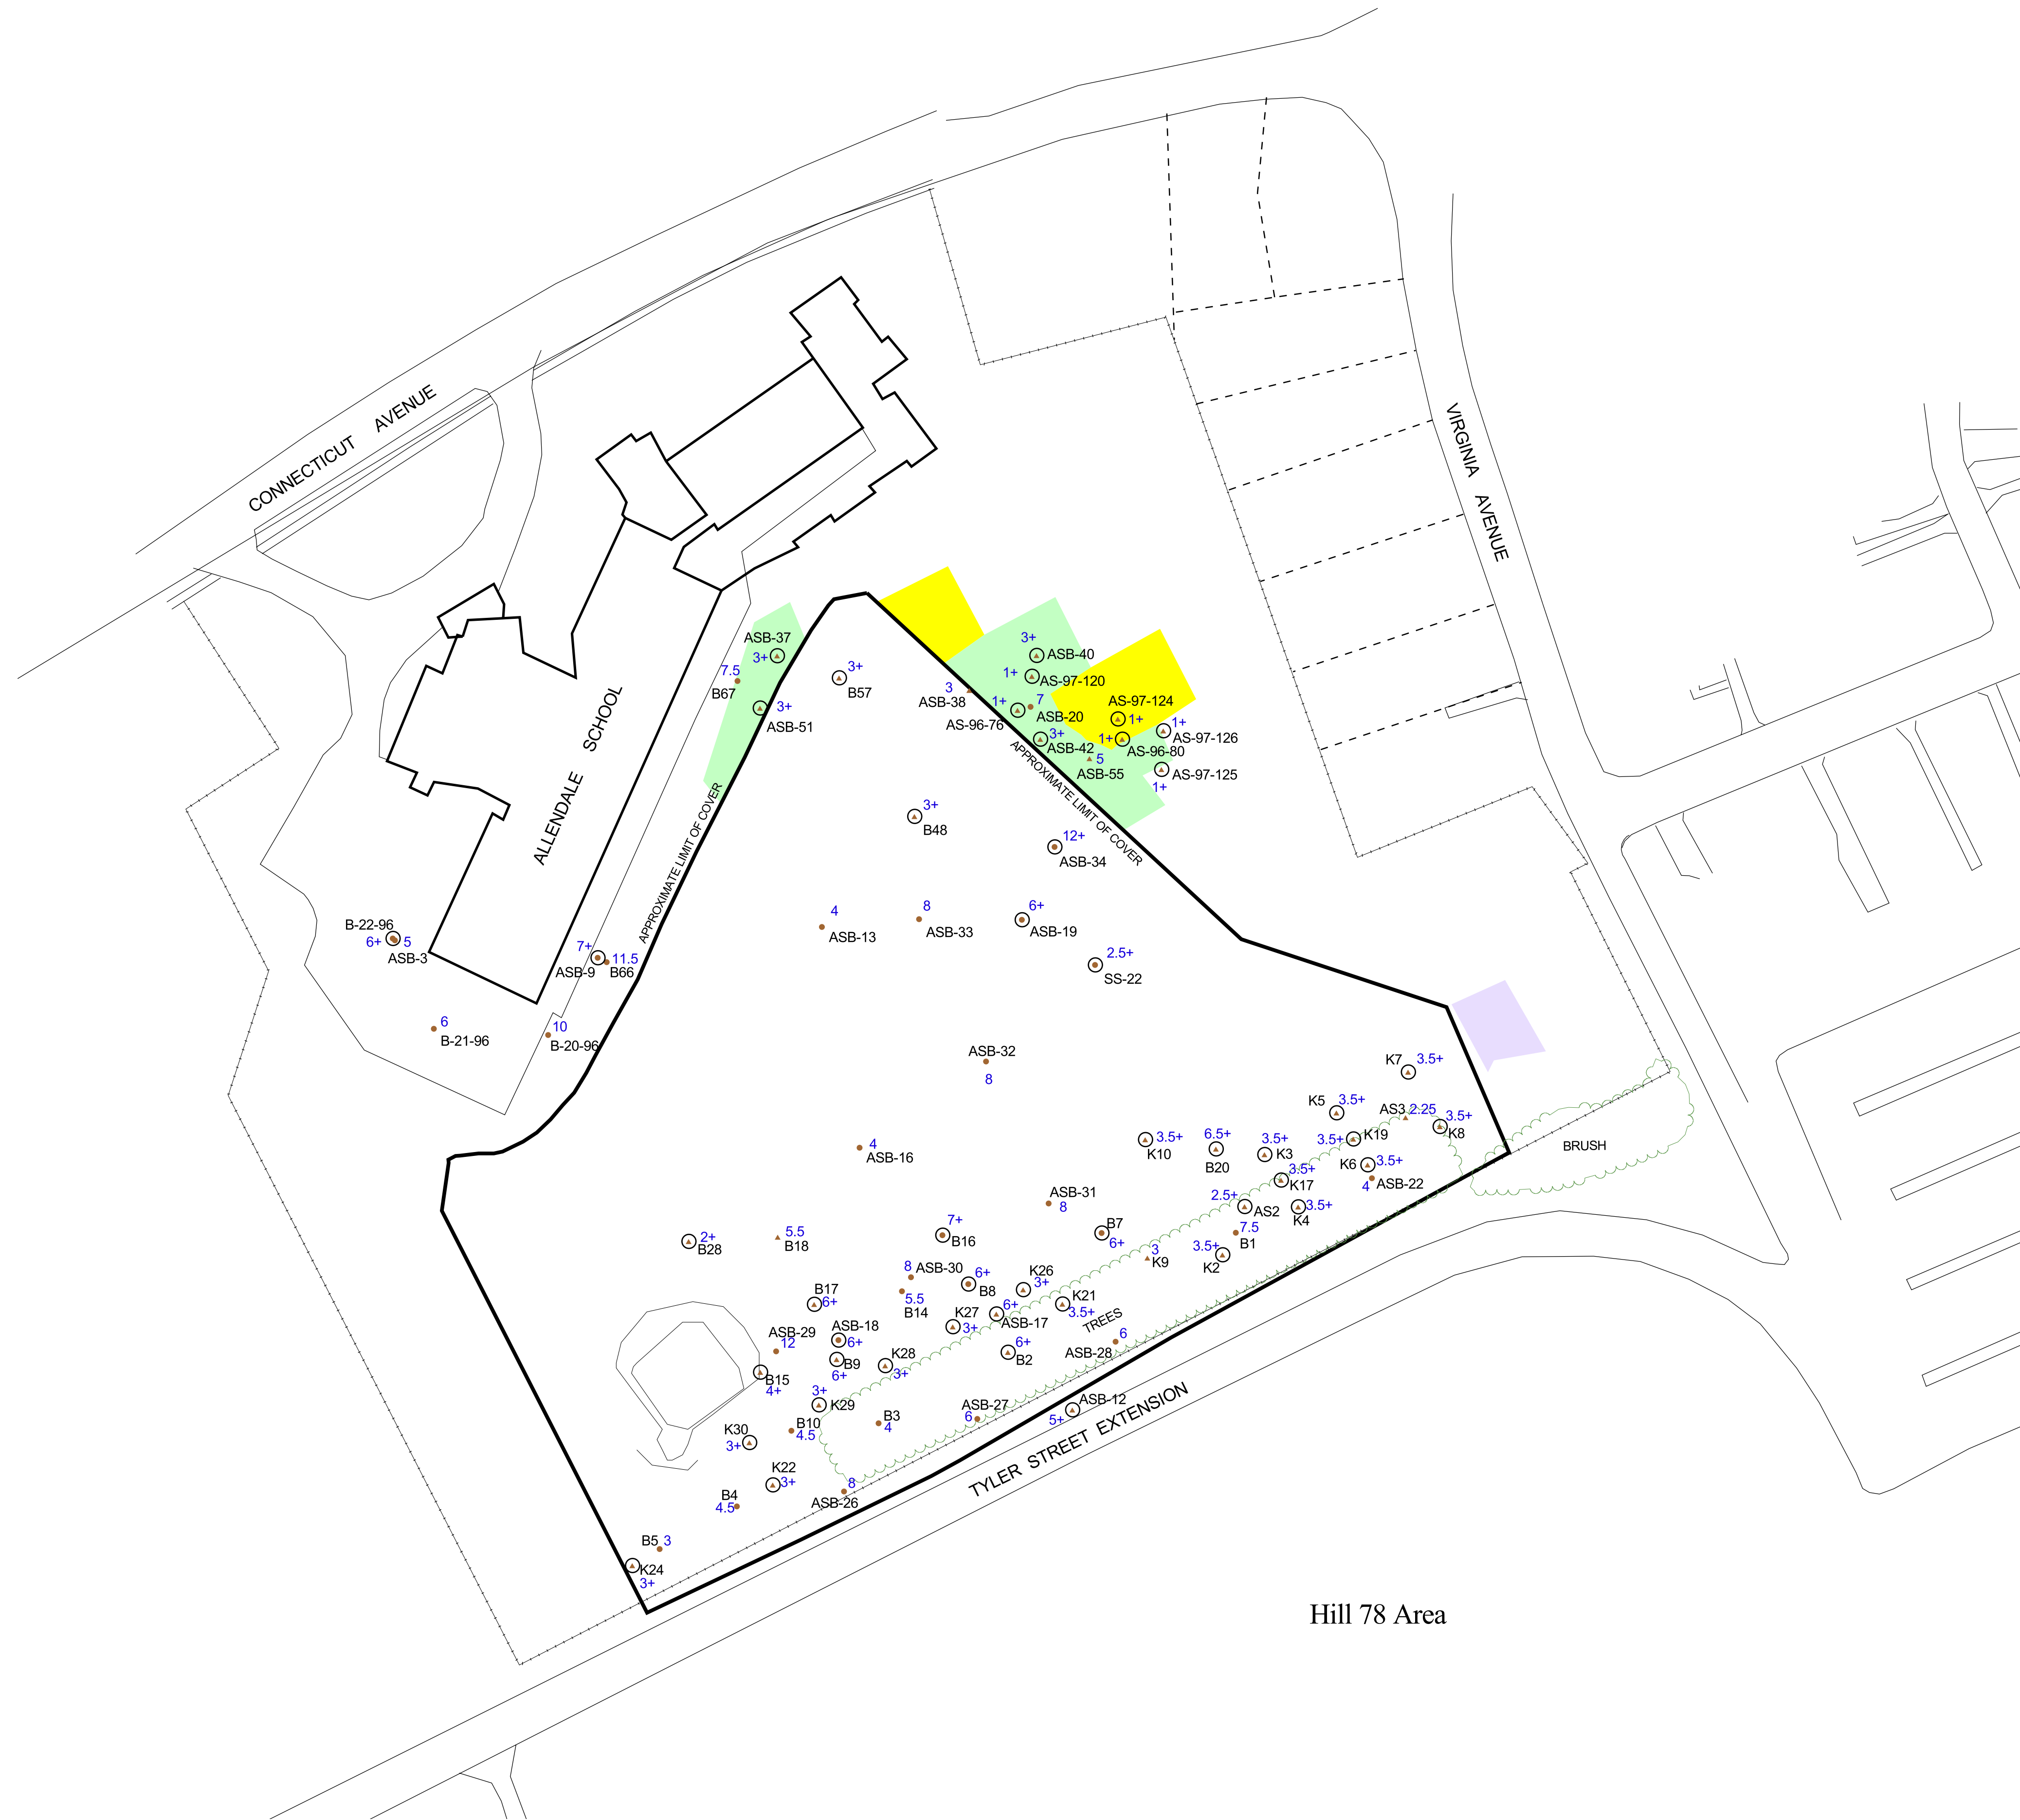 CONNECTICUT AVENUE
VIRGINIA AVENUE
ALLENDALE SCHOOL
ASB-37
3+
7.5
B67
ASB-51
3+
3+
B57
3+
ASB-40
1+
AS-97-120
3
ASB-38
1+
AS-96-76
7
ASB-20
AS-97-124
1+
3+
ASB-42
1+
AS-96-80
1+
AS-97-126
5
ASB-55
AS-97-125
1+
APPROXIMATE LIMIT OF COVER
APPROXIMATE LIMIT OF COVER
3+
B48
12+
ASB-34
4
ASB-13
8
ASB-33
6+
ASB-19
2.5+
SS-22
B-22-96
6+
5
ASB-3
7+
ASB-9
11.5
B66
6
B-21-96
10
B-20-96
ASB-32
8
K7
3.5+
K5
3.5+
AS3
2.25
3.5+
K8
3.5+
K19
BRUSH
4
ASB-16
3.5+
K10
6.5+
B20
3.5+
K3
K6
3.5+
3.5+
K17
4
ASB-22
ASB-31
8
2.5+
AS2
3.5+
K4
2+
B28
5.5
B18
7+
B16
B7
6+
7.5
B1
3.5+
K2
3
K9
8
ASB-30
5.5
B14
6+
B8
K26
3+
K21
3.5+
B17
6+
K27
3+
6+
ASB-17
TREES
ASB-29
12
ASB-18
6+
B9
6+
K28
3+
6+
B2
6
ASB-28
B15
4+
3+
K29
B10
4.5
B3
4
ASB-27
6
ASB-12
5+
K30
3+
K22
3+
8
ASB-26
B4
4.5
B5
3
K24
3+
TYLER STREET EXTENSION
Hill 78 Area